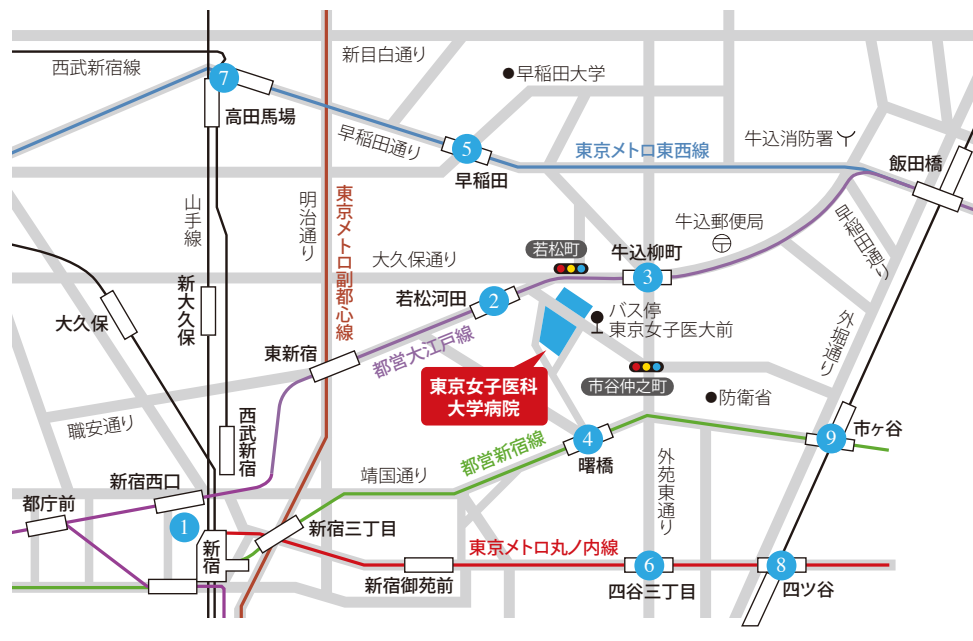 新目白通り
西武新宿線
7
早稲田大学
高田馬場
早稲田通り
5
早稲田
東京メトロ東西線
牛込消防署
飯田橋
山手線
明治通り
東京メトロ副都心線
牛込郵便局
早稲田通り
若松町
牛込柳町
大久保通り
3
新大久保
若松河田
2
バス停
東京女子医大前
大久保
都営大江戸線
外堀通り
東新宿
東京女子医科
大学病院
市谷仲之町
防衛省
職安通り
西武新宿
都営新宿線
4
曙橋
9
市ヶ谷
新宿西口
靖国通り
外苑東通り
都庁前
1
新宿
新宿三丁目
東京メトロ丸ノ内線
新宿御苑前
6
四谷三丁目
8
四ツ谷